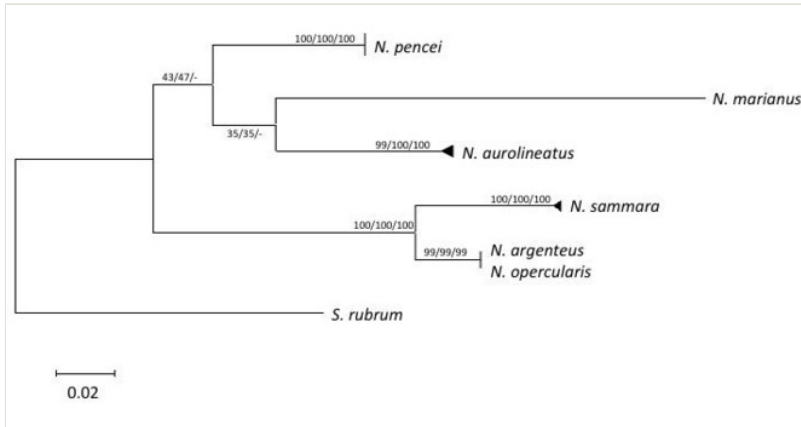 100/100/100
N. pencei
43/47/-
N. marianus
35/35/-
99/100/100
N. aurolineatus
100/100/100
N. sammara
100/100/100
99/99/99
N. argenteus
N. opercularis
S. rubrum
0.02